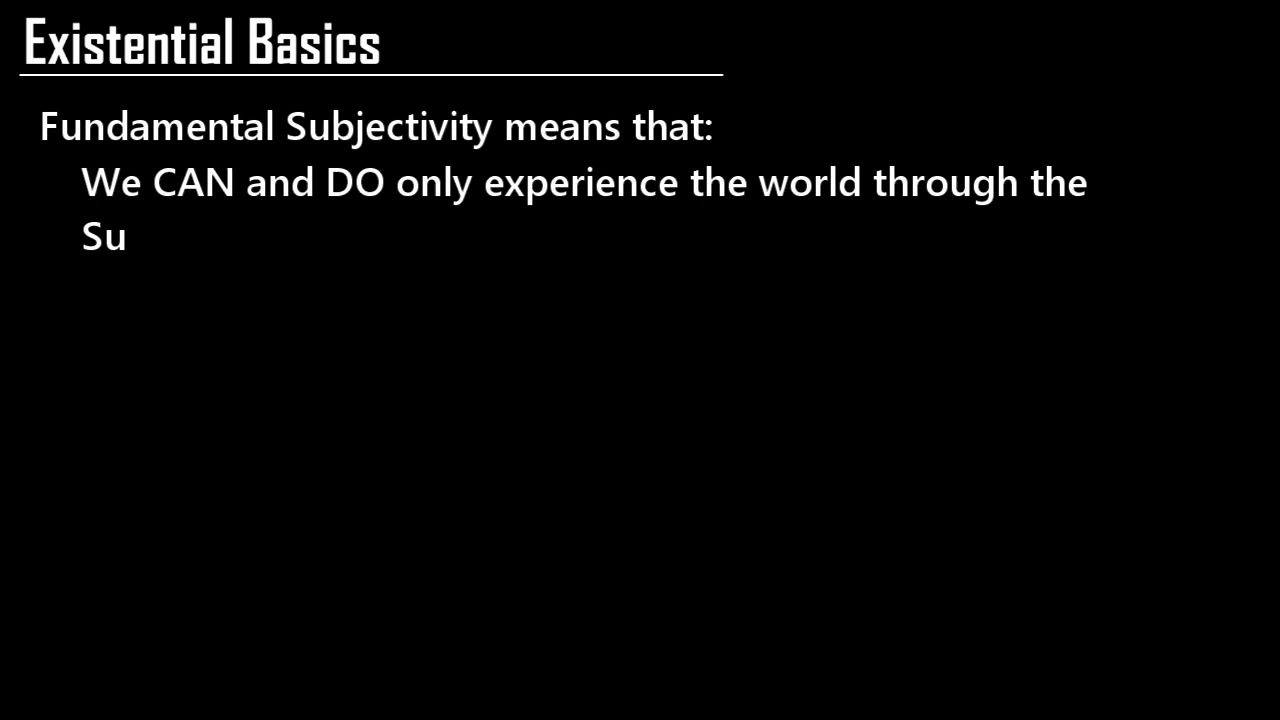 Existential Basics
Fundamental Subjectivity means that:
We CAN and DO only experience the world through the
Su